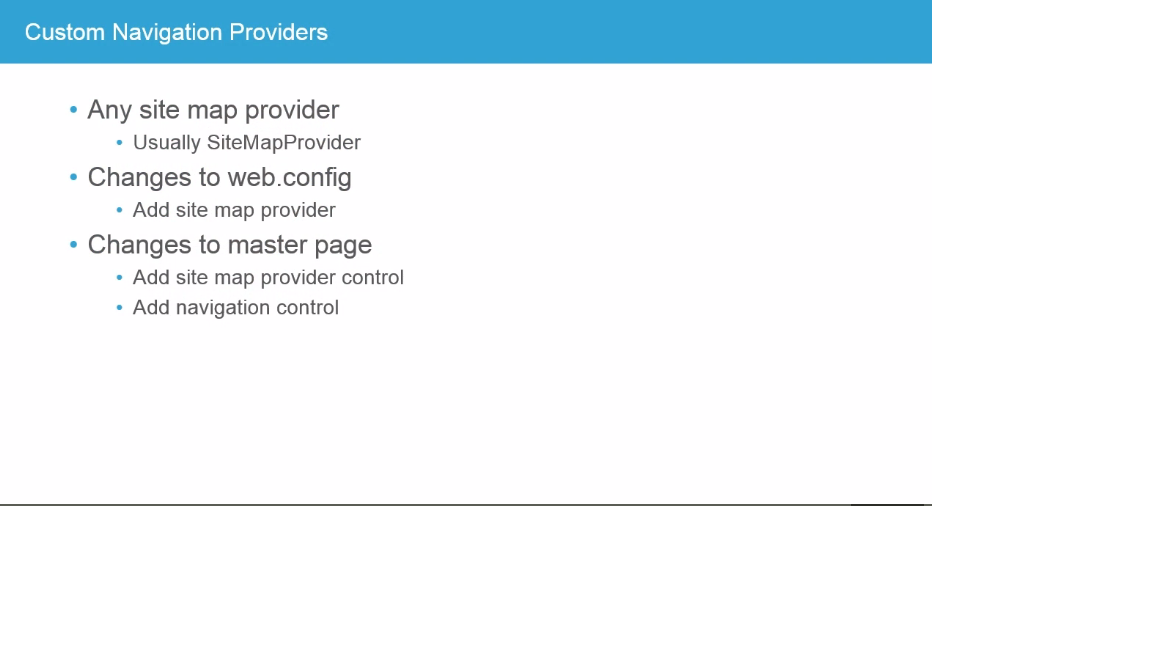 Custom Navigation Providers
• Any site map provider
• Usually SiteMapProvider
• Changes to web.config
• Add site map provider
• Changes to master page
• Add site map provider control
• Add navigation control